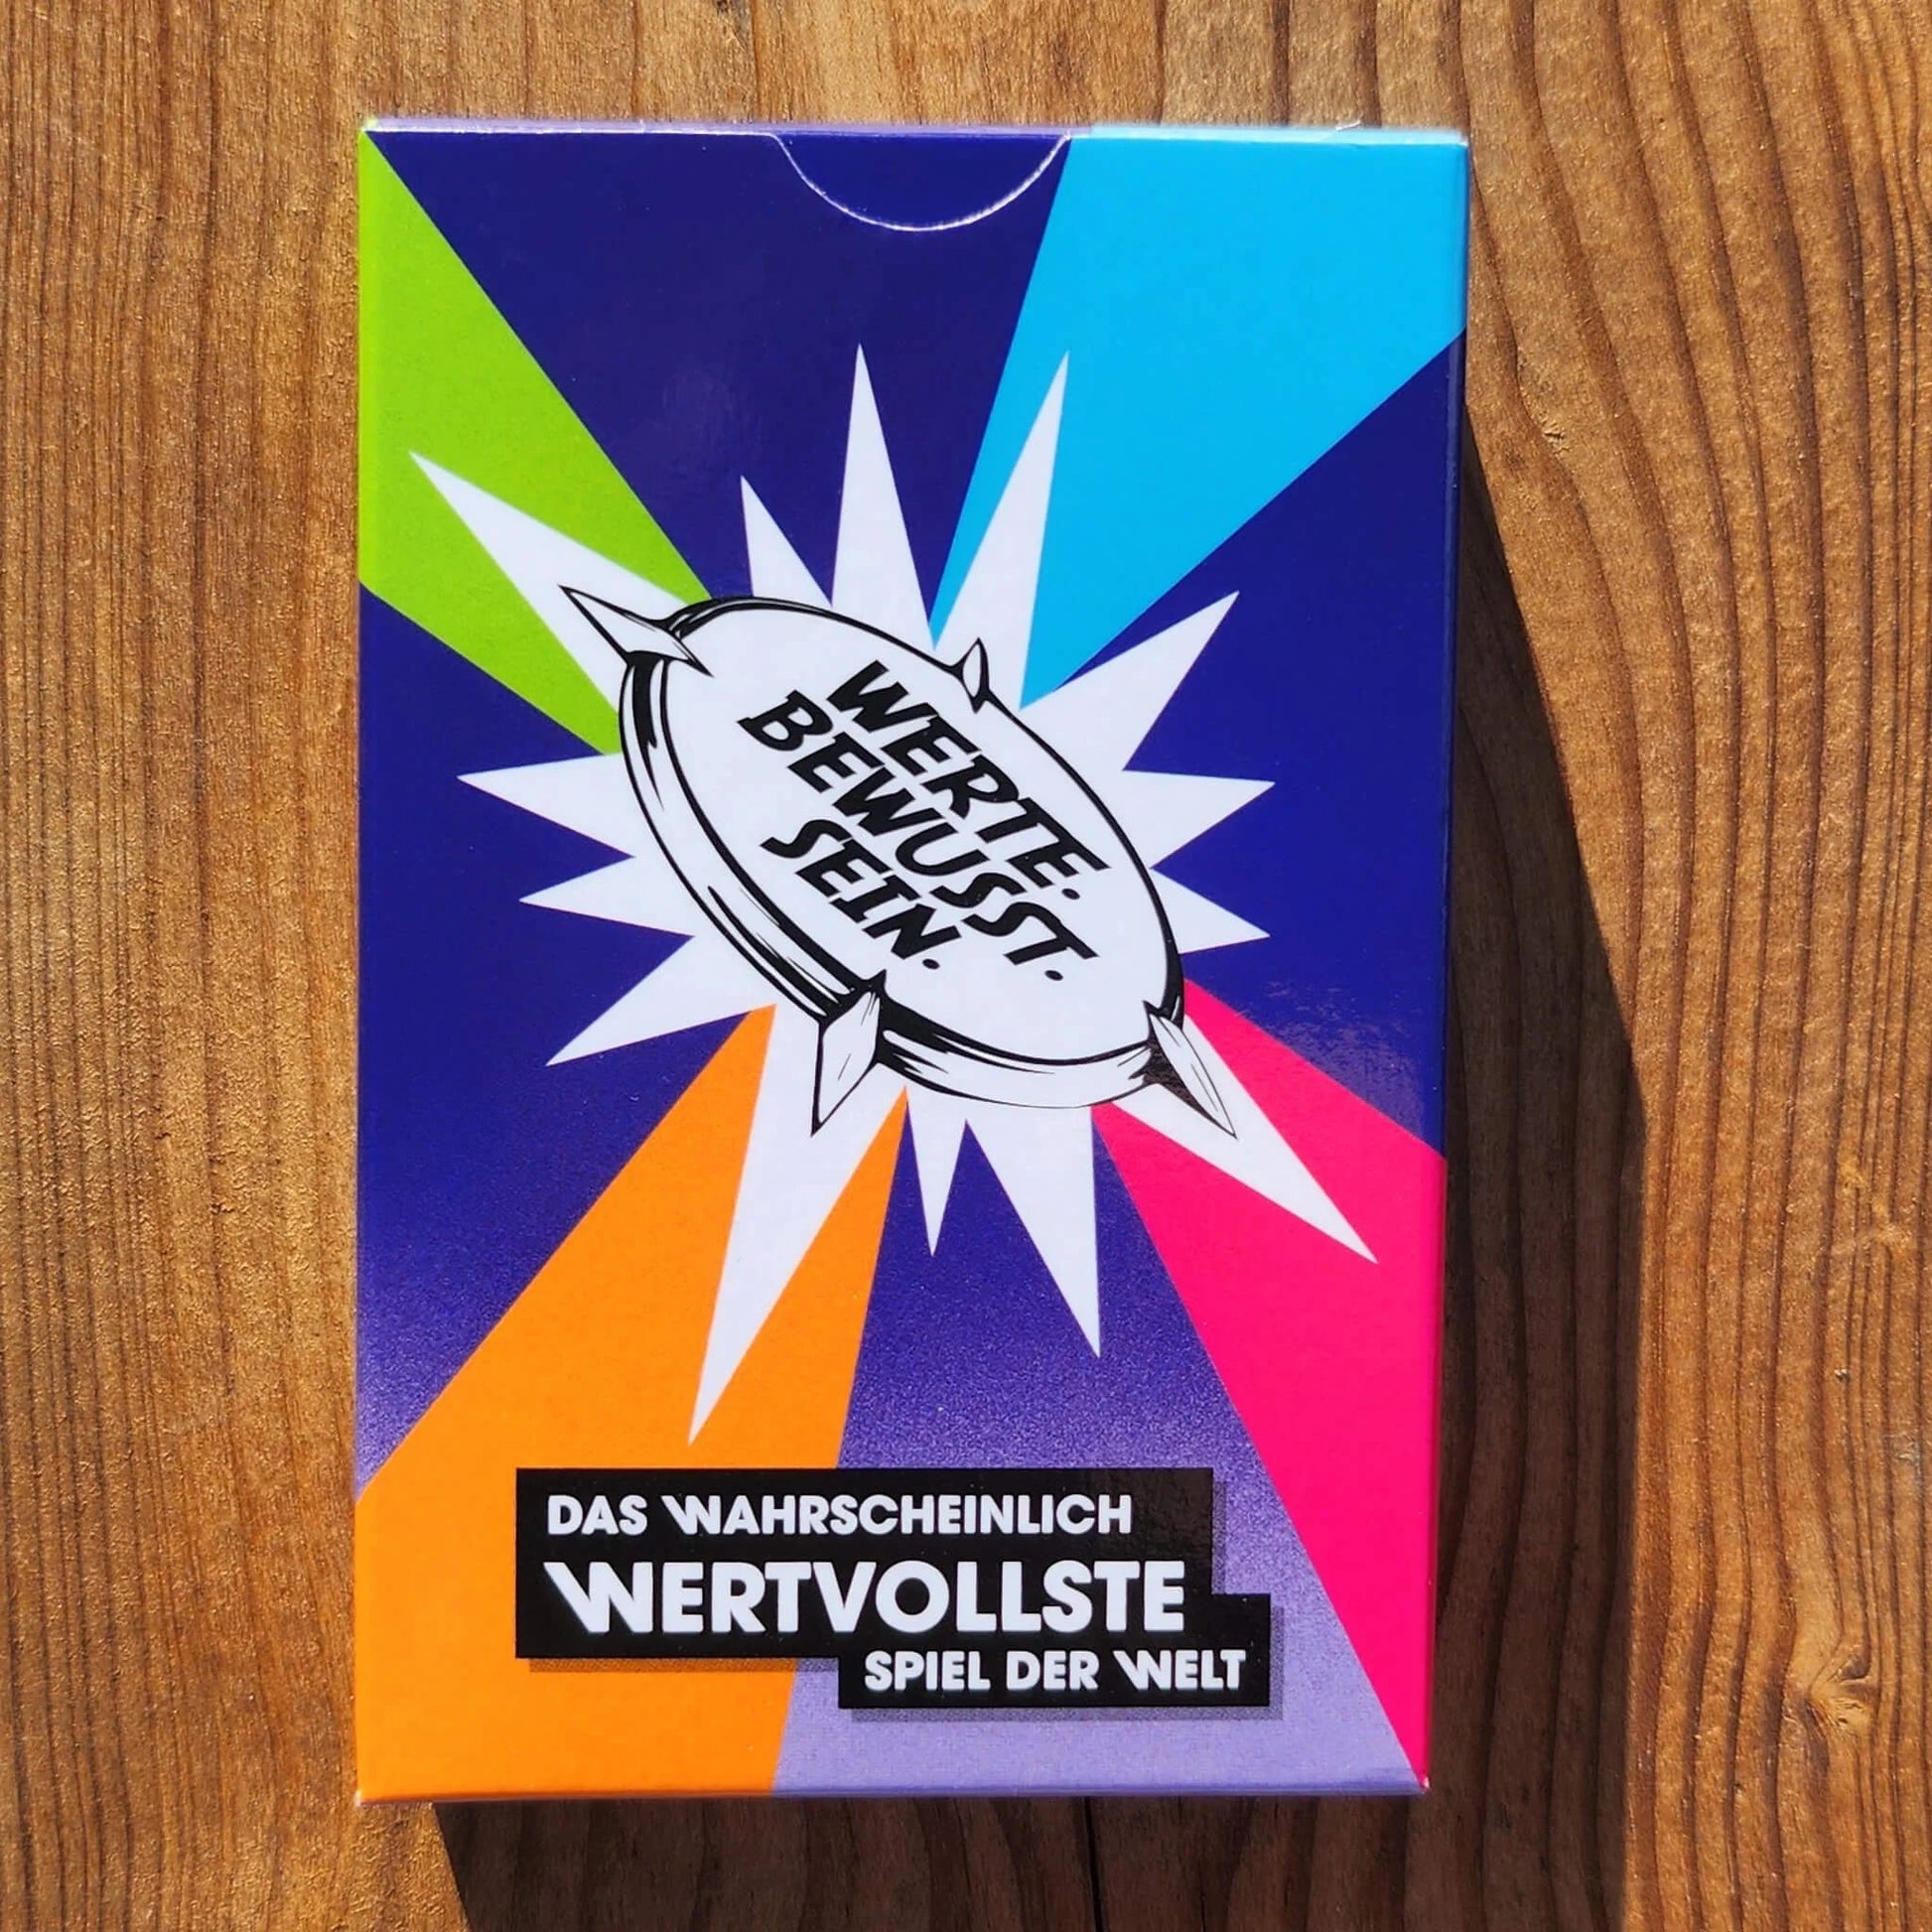 WERTE.
BEWUSST.
SEIN.
DAS WAHRSCHEINLICH
WERTVOLLSTE
SPIEL DER WELT